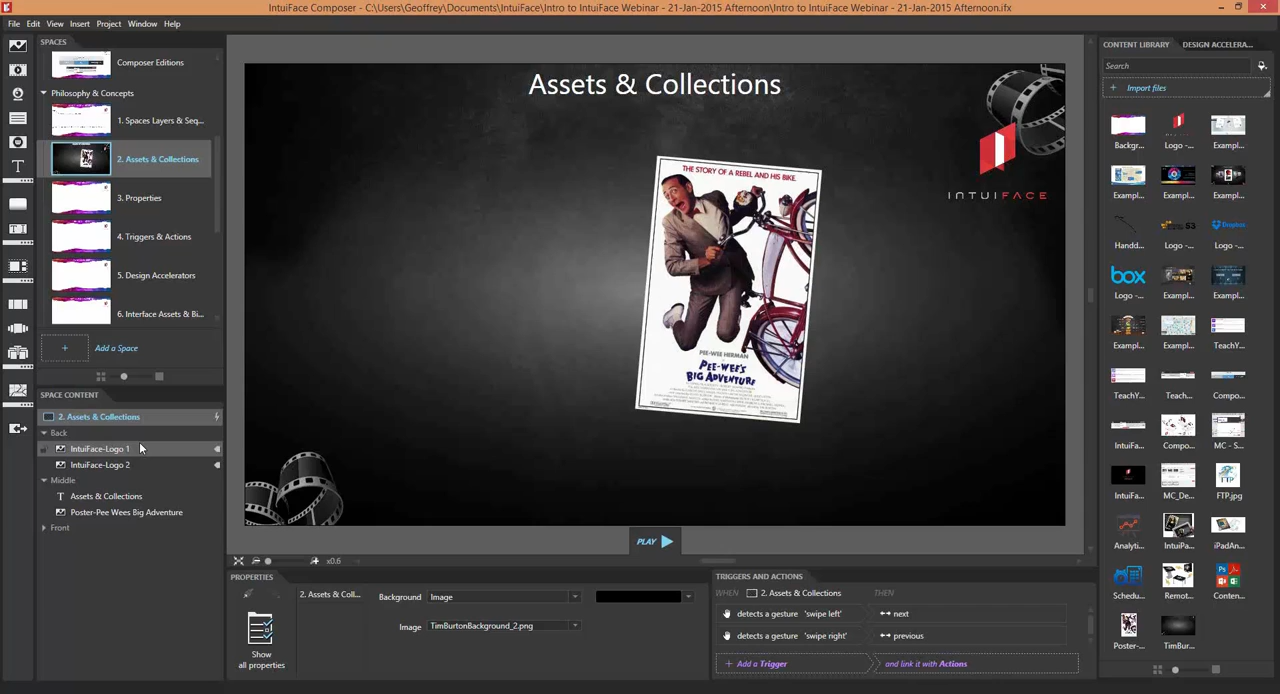 IntuiFace Composer - C:\Users\Geoffrey\Documents\IntuiFace\Intro to IntuiFace Webinar - 21-Jan-2015 Afternoon\Intro to IntuiFace Webinar - 21-Jan-2015 Afternoon.ifx
File Edit View Insert Project Window Help
SPACES
Composer Editions
Philosophy & Concepts
1. Spaces Layers & Seq...
2. Assets & Collections
3. Properties
4. Triggers & Actions
5. Design Accelerators
6. Interface Assets & Bi...
+ Add a Space
SPACE CONTENT
2. Assets & Collections
Back
IntuiFace-Logo 1
IntuiFace-Logo 2
Middle
T Assets & Collections
Poster-Pee Wees Big Adventure
Front
Assets & Collections
INTUIFACE
THE STORY OF A REBEL AND HIS BIKE.
PEE-WEE HERMAN
PEE-WEE'S
BIG ADVENTURE
PLAY
x0.6
PROPERTIES
2. Assets & Coll...
Show
all properties
Background Image
Image TimBurtonBackground_2.png
TRIGGERS AND ACTIONS
WHEN 2. Assets & Collections THEN
detects a gesture 'swipe left' next
detects a gesture 'swipe right' previous
+ Add a Trigger and link it with Actions
CONTENT LIBRARY DESIGN ACCELERA...
Search
+ Import files
Backgr... Logo -... Exampl...
Exampl... Exampl... Exampl...
S3 Dropbox
Handd... Logo -... Logo -...
box
Logo -... Exampl... Exampl...
Exampl... Exampl... TeachY...
TeachY... Teach... Compo...
IntuiFa... Compo... MC - S...
FTP
IntuiFa... MC_De... FTP.jpg
Analyti... IntuiPa... iPadAn...
Schedu... Remot... Conten...
Poster-... TimBur...